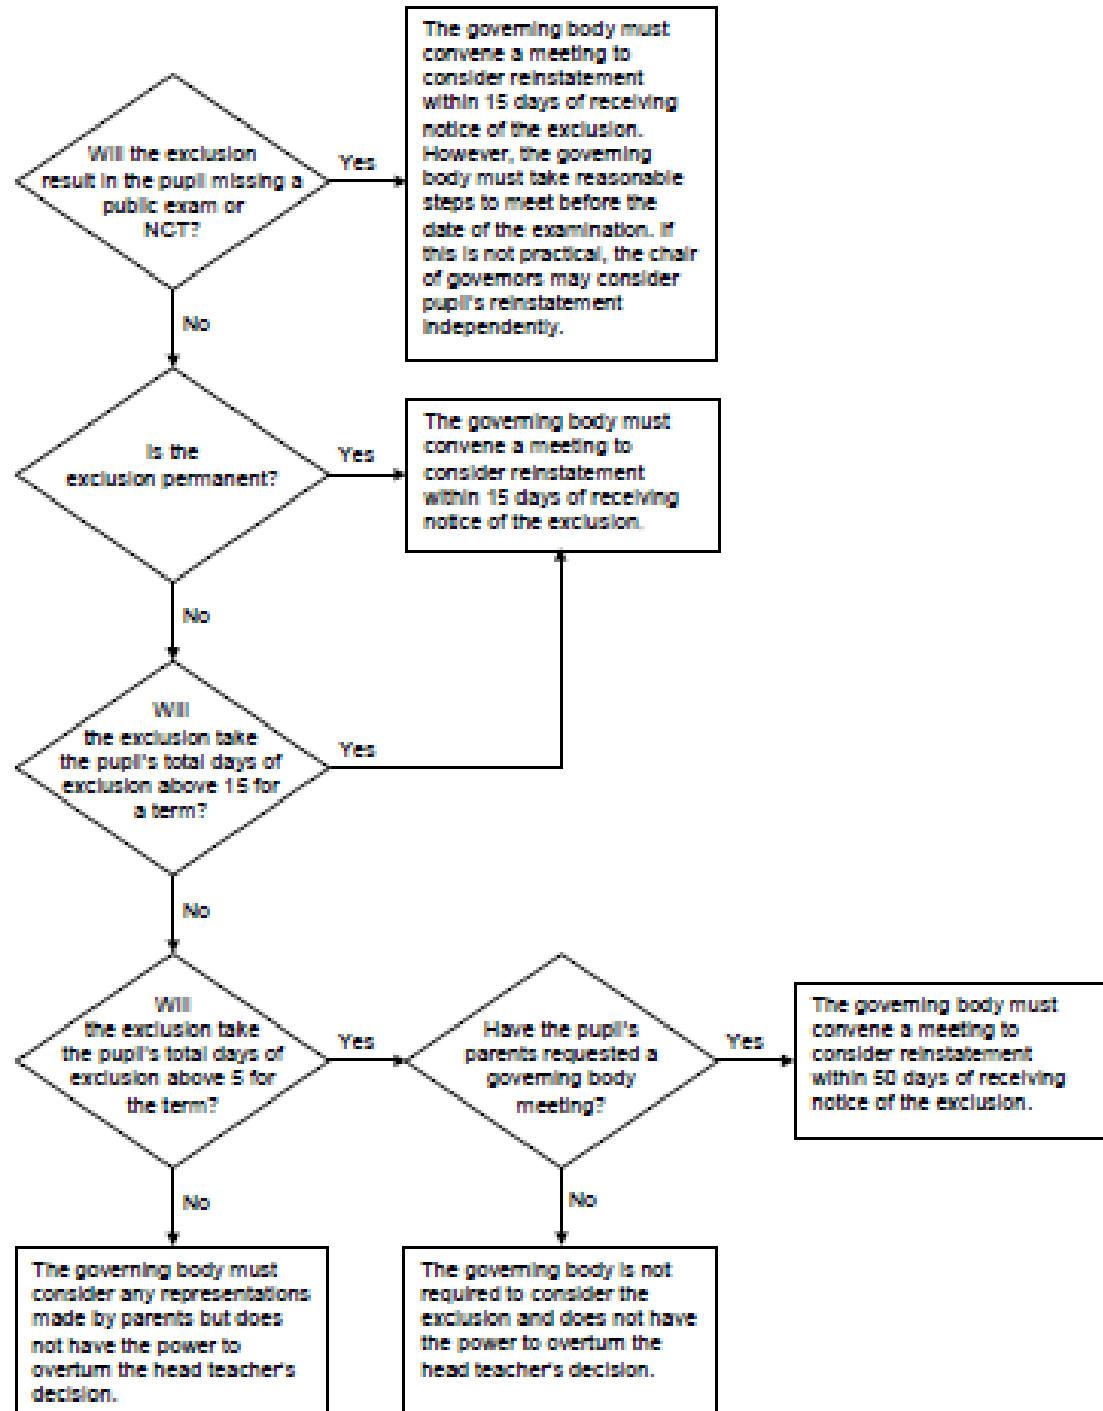 The governing body must
convene a meeting to
consider reinstatement
within 15 days of receiving
notice of the exclusion.
However, the governing
body must take reasonable
steps to meet before the
date of the examination. If
this is not practical, the chair
of governors may consider
pupil's reinstatement
independently.
Will the exclusion
result in the pupil missing a
public exam or
NCT?
Yes
No
Is the
exclusion permanent?
Yes
The governing body must
convene a meeting to
consider reinstatement
within 15 days of receiving
notice of the exclusion.
No
Will
the exclusion take
the pupil's total days of
exclusion above 15 for
a term?
Yes
No
Will
the exclusion take
the pupil's total days of
exclusion above 5 for
the term?
Yes
Have the pupil's
parents requested a
governing body
meeting?
Yes
The governing body must
convene a meeting to
consider reinstatement
within 50 days of receiving
notice of the exclusion.
No
No
The governing body must
consider any representations
made by parents but does
not have the power to
overturn the head teacher's
decision.
The governing body is not
required to consider the
exclusion and does not have
the power to overturn the
head teacher's decision.